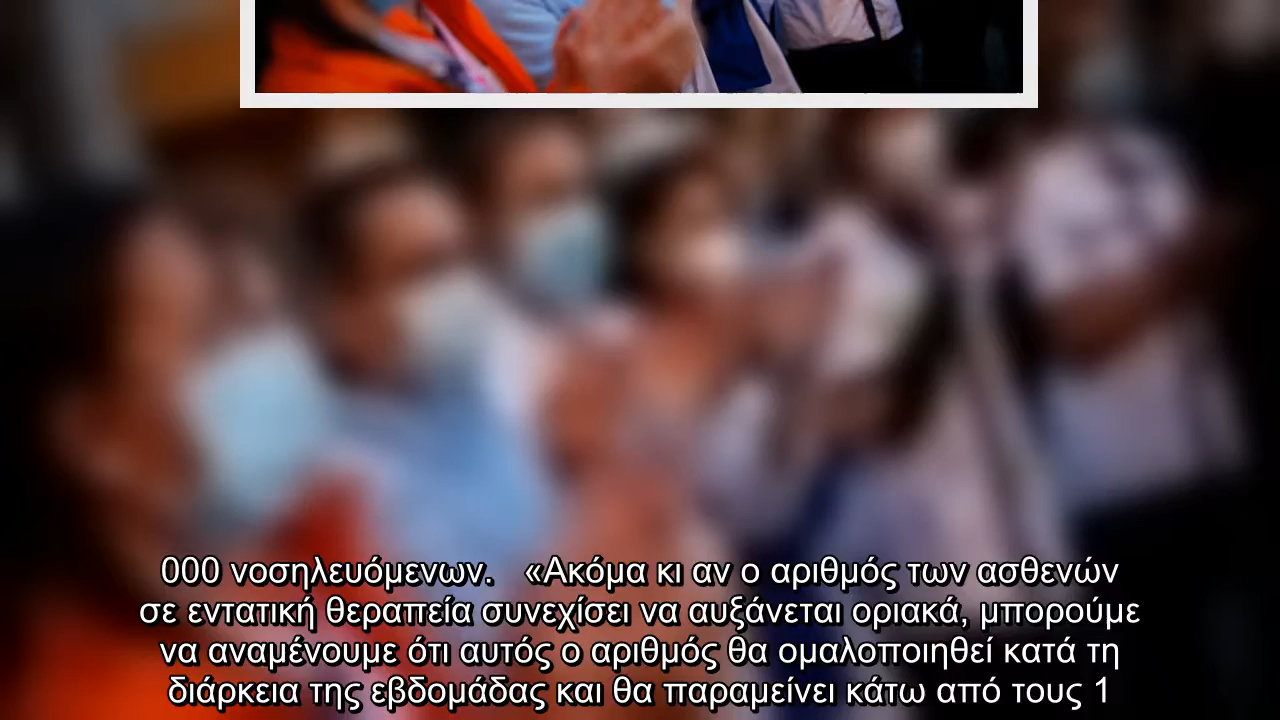 000 νοσηλευόμενων. «Ακόμα κι αν ο αριθμός των ασθενών
σε εντατική θεραπεία συνεχίσει να αυξάνεται οριακά, μπορούμε
να αναμένουμε ότι αυτός ο αριθμός θα ομαλοποιηθεί κατά τη
διάρκεια της εβδομάδας και θα παραμείνει κάτω από τους 1